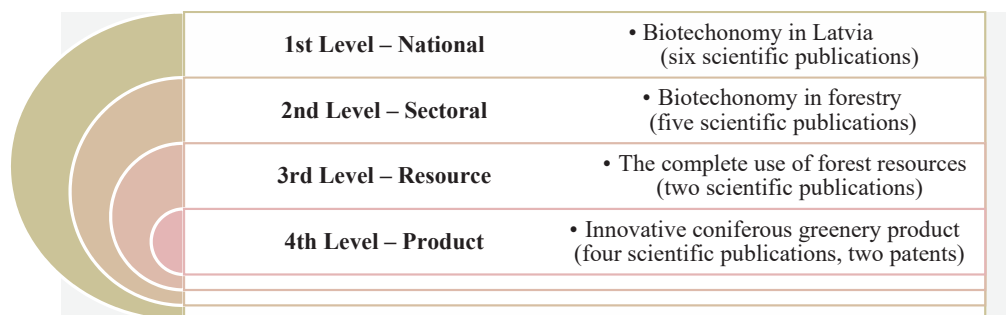 1st Level – National
• Biotechonomy in Latvia
(six scientific publications)
2nd Level – Sectoral
• Biotechonomy in forestry
(five scientific publications)
3rd Level – Resource
• The complete use of forest resources
(two scientific publications)
4th Level – Product
• Innovative coniferous greenery product
(four scientific publications, two patents)